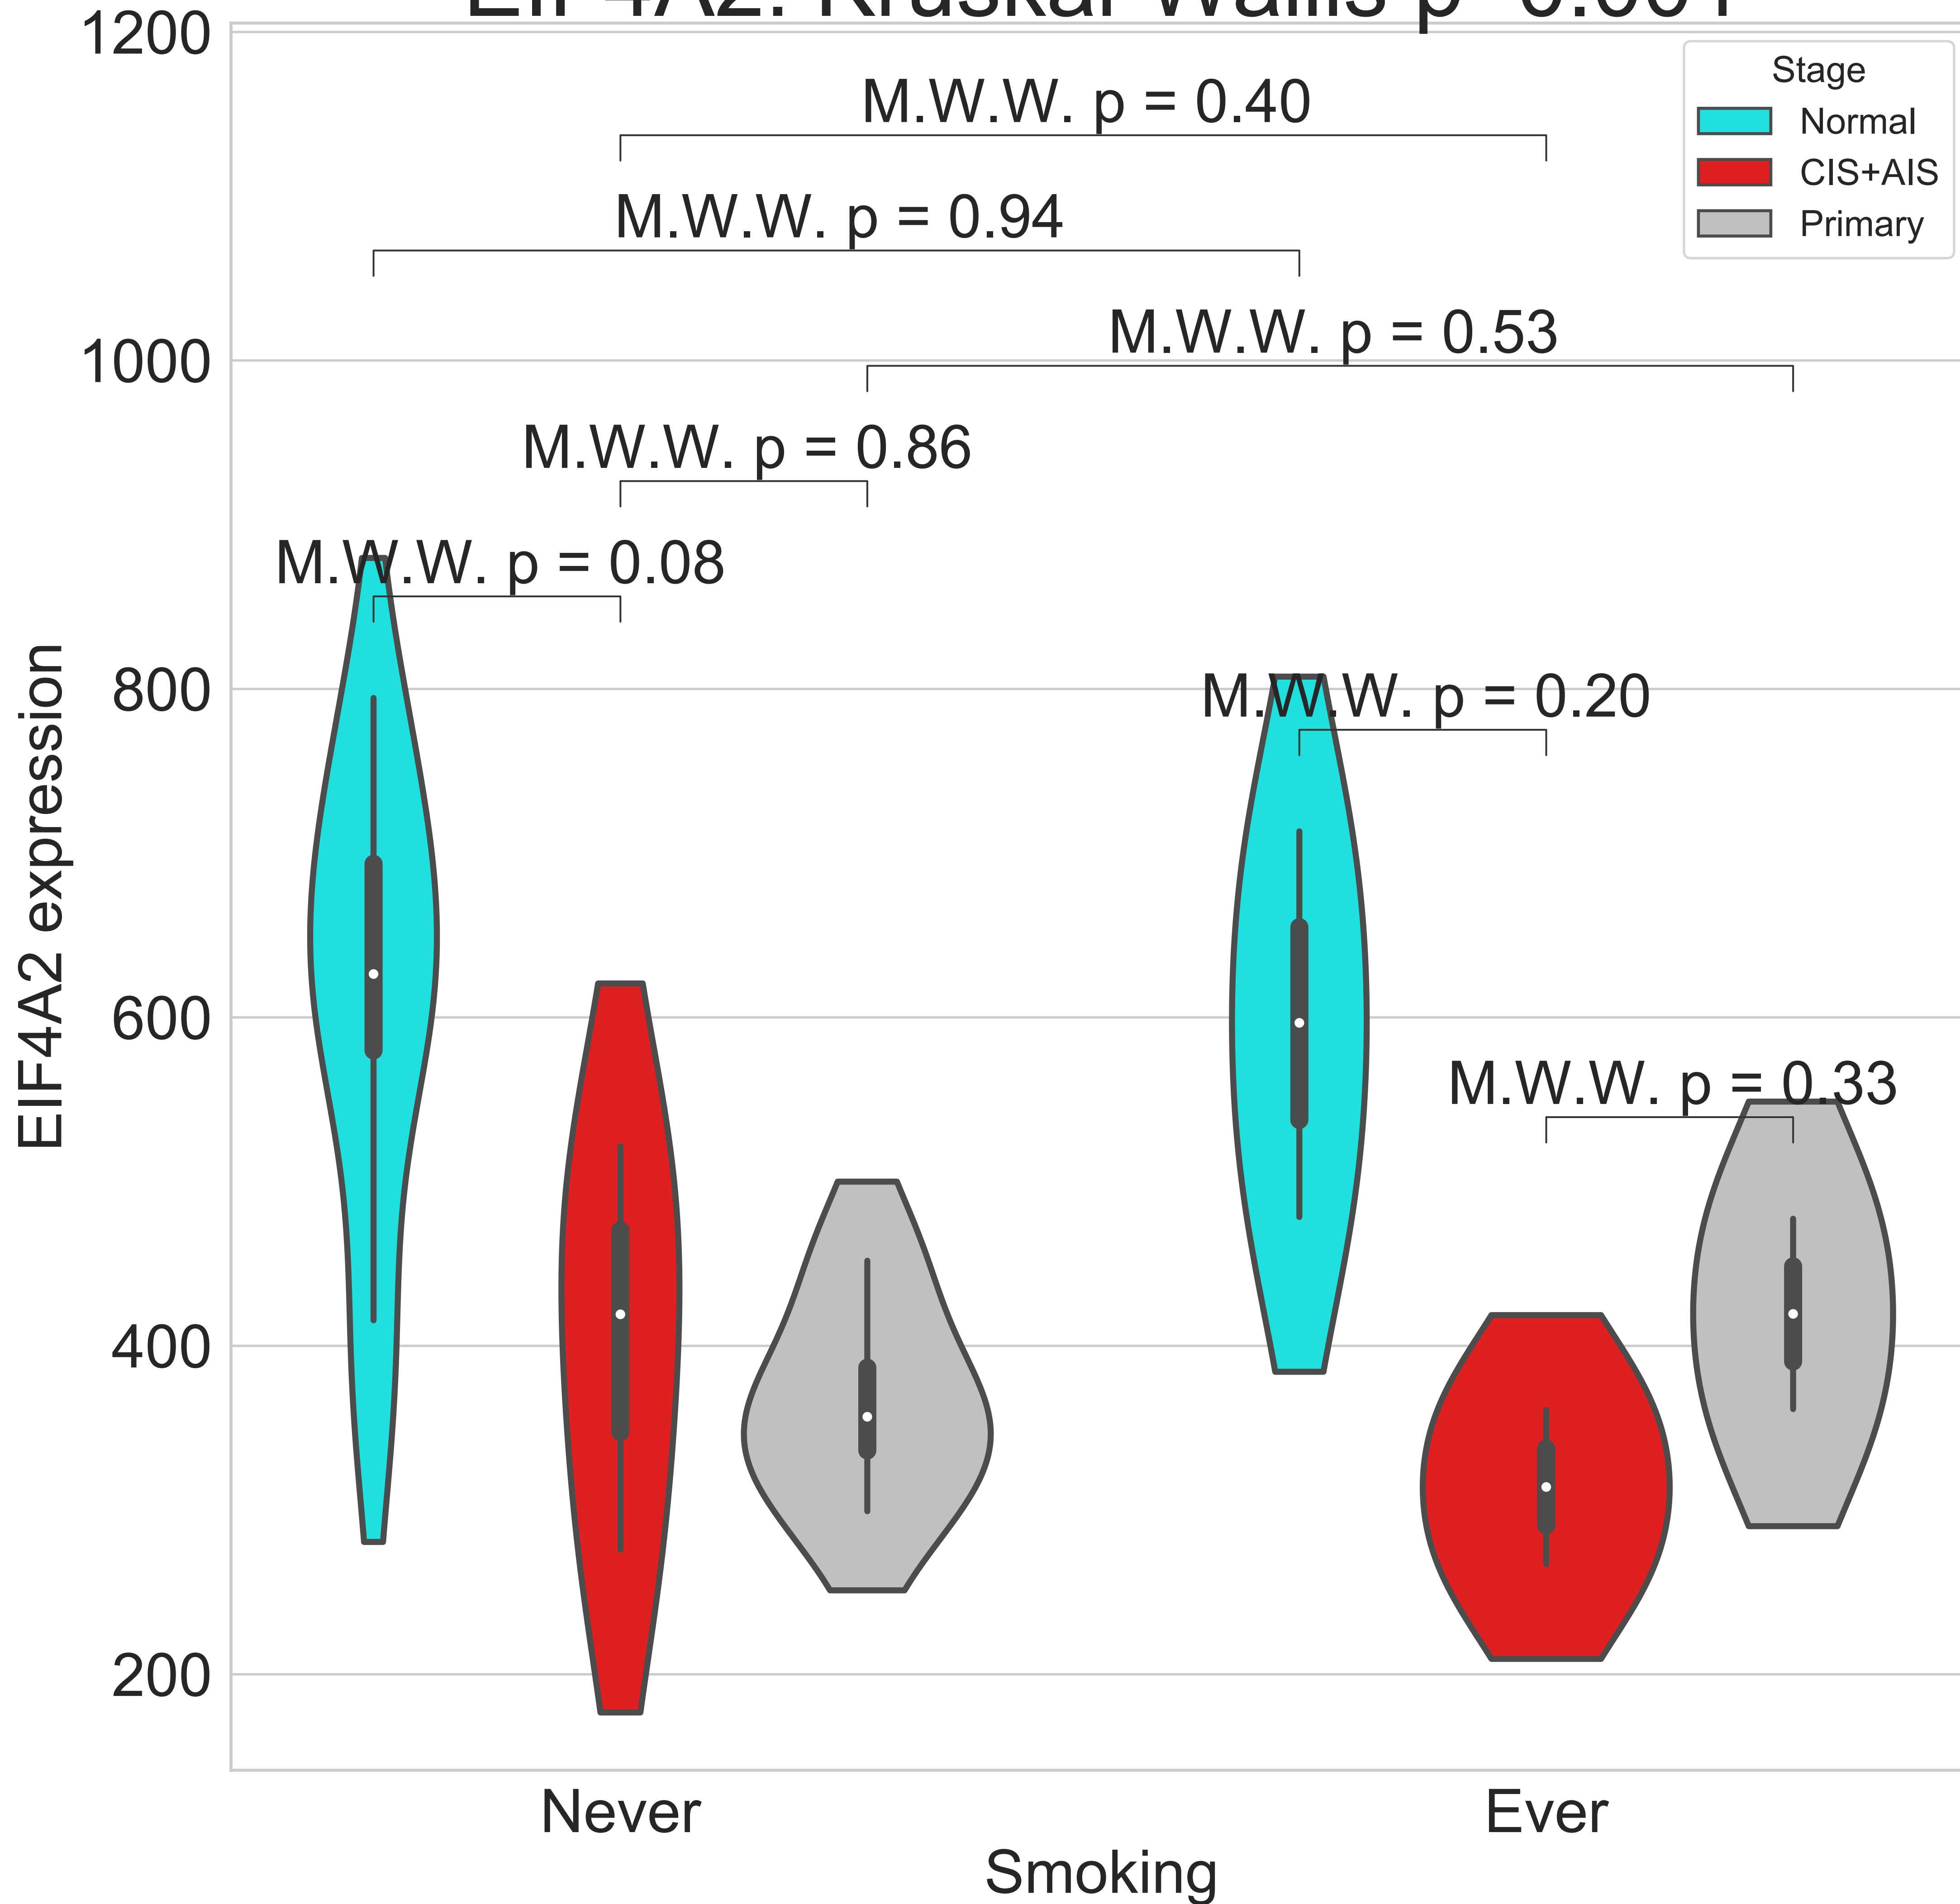 1200
Stage
Normal
CIS+AIS
Primary
M.W.W. p = 0.40
M.W.W. p = 0.94
M.W.W. p = 0.53
1000
M.W.W. p = 0.86
M.W.W. p = 0.08
800
M.W.W. p = 0.20
600
M.W.W. p = 0.33
400
200
EIF4A2 expression
Never
Ever
Smoking